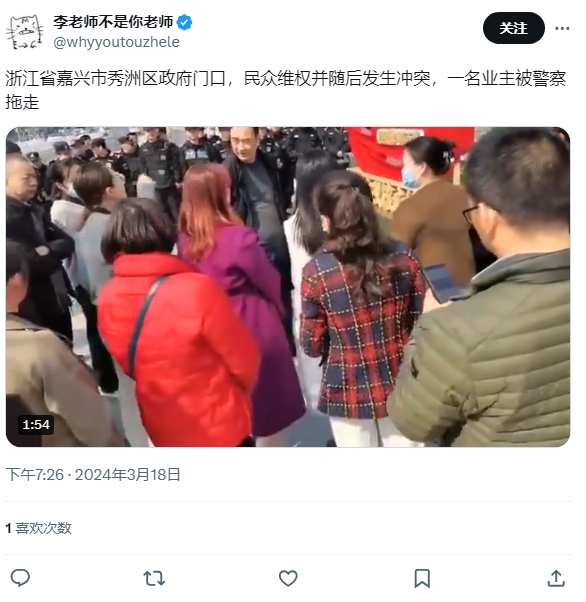 李老师不是你老师
关注
@whyyoutouzhele
浙江省嘉兴市秀洲区政府门口，民众维权并随后发生冲突，一名业主被警察
拖走
1:54
下午7:26 · 2024年3月18日
1 喜欢次数